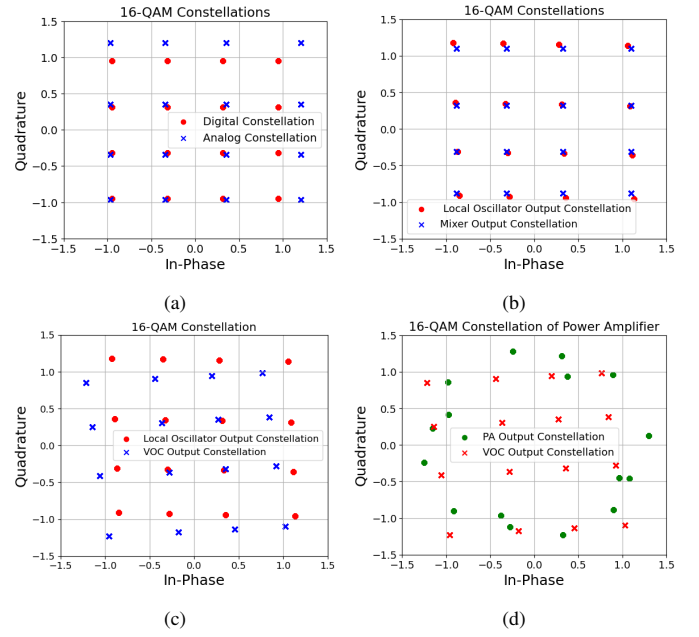 16-QAM Constellations
1.5
1.0
0.5
0.0
-0.5
-1.0
-1.5
Quadrature
Digital Constellation
Analog Constellation
-1.5 -1.0 -0.5 0.0 0.5 1.0 1.5
In-Phase
(a)
16-QAM Constellations
1.5
1.0
0.5
0.0
-0.5
-1.0
-1.5
Quadrature
Local Oscillator Output Constellation
Mixer Output Constellation
-1.5 -1.0 -0.5 0.0 0.5 1.0 1.5
In-Phase
(b)
16-QAM Constellation
1.5
1.0
0.5
0.0
-0.5
-1.0
-1.5
Quadrature
Local Oscillator Output Constellation
VOC Output Constellation
-1.5 -1.0 -0.5 0.0 0.5 1.0 1.5
In-Phase
(c)
16-QAM Constellation of Power Amplifier
1.5
1.0
0.5
0.0
-0.5
-1.0
-1.5
Quadrature
PA Output Constellation
VOC Output Constellation
-1.5 -1.0 -0.5 0.0 0.5 1.0 1.5
In-Phase
(d)